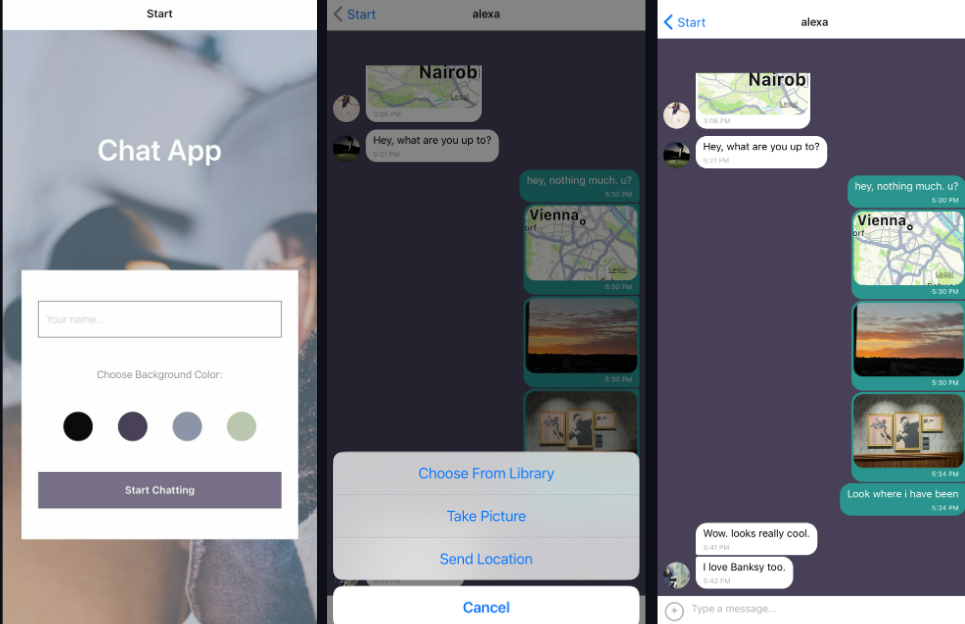 Start
Chat App
Your name...
Choose Background Color:
Start Chatting
Start
alexa
Nairob
Legal
3:08 PM
Hey, what are you up to?
5:21 PM
hey, nothing much. u?
5:30 PM
Vienna
orf
Legal
5:30 PM
5:30 PM
Choose From Library
Take Picture
Send Location
Cancel
Start
alexa
Nairob
Legal
3:08 PM
Hey, what are you up to?
5:21 PM
hey, nothing much. u?
5:30 PM
Vienna
orf
Legal
5:30 PM
5:30 PM
5:34 PM
Look where i have been
5:34 PM
Wow. looks really cool.
5:41 PM
I love Banksy too.
5:42 PM
Type a message...